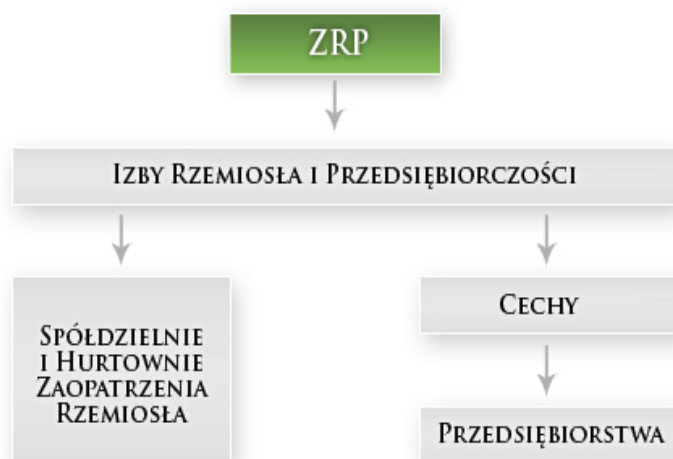 ZRP
Izby Rzemiosła i Przedsiębiorczości
Spółdzielnie
i Hurtownie
Zaopatrzenia
Rzemiosła
Cechy
Przedsiębiorstwa